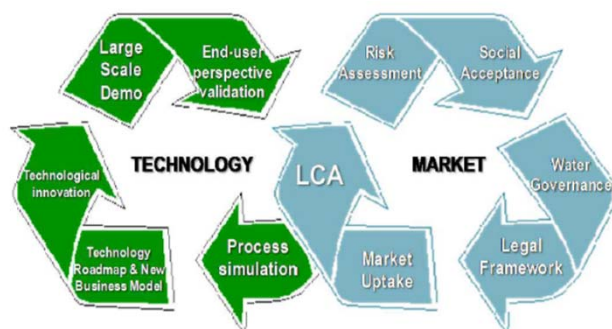 Large
Scale
Demo
End-user
perspective
validation
Risk
Assessment
Social
Acceptance
Technological
innovation
TECHNOLOGY
LCA
MARKET
Water
Governance
Technology
Roadmap & New
Business Model
Process
simulation
Market
Uptake
Legal
Framework